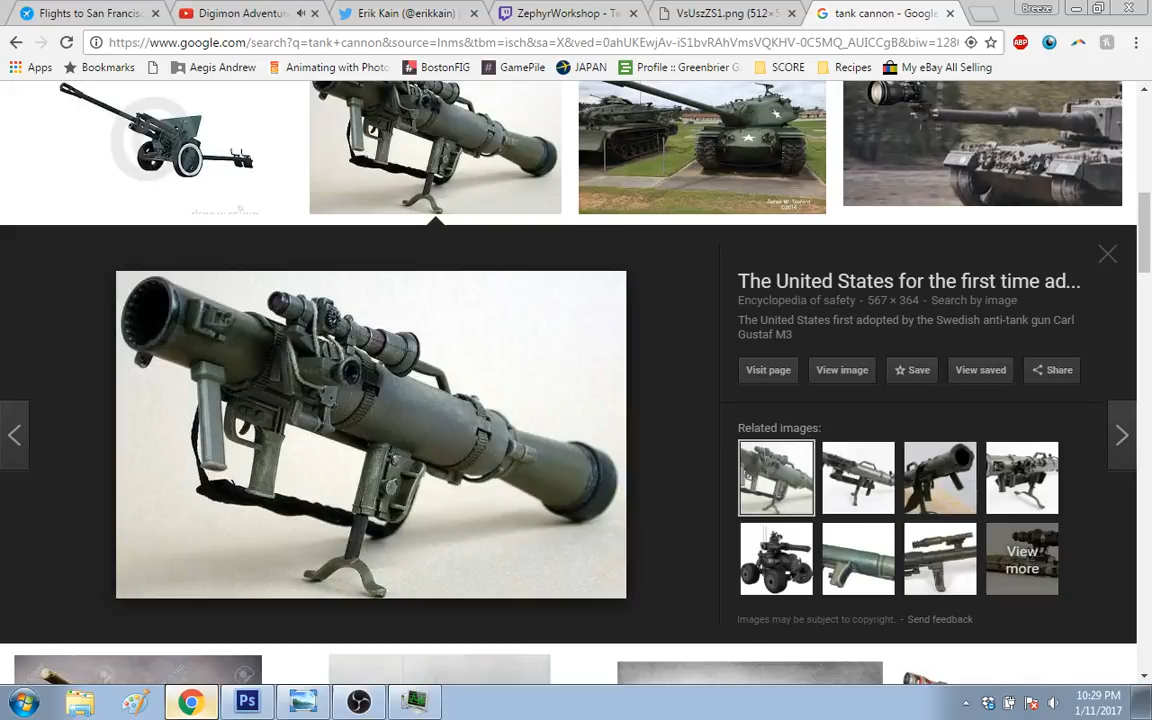 Flights to San Francis
Digimon Adventur
Erik Kain (@erikkain)
ZephyrWorkshop - Tw
VsUszZS1.png (512×5
tank cannon - Google
Breeze
https://www.google.com/search?q=tank+cannon&source=lnms&tbm=isch&sa=X&ved=0ahUKEwjAv-iS1bvRAhVmsVQKHV-0C5MQ_AUICCgB&biw=128
ABP
Apps
Bookmarks
Aegis Andrew
Animating with Photo
BostonFIG
GamePile
JAPAN
Profile :: Greenbrier G
SCORE
Recipes
My eBay All Selling
The United States for the first time ad...
Encyclopedia of safety - 567 × 364 - Search by image
The United States first adopted by the Swedish anti-tank gun Carl
Gustaf M3
Visit page
View image
Save
View saved
Share
Related images:
View
more
Images may be subject to copyright. - Send feedback
Ps
10:29 PM
1/11/2017